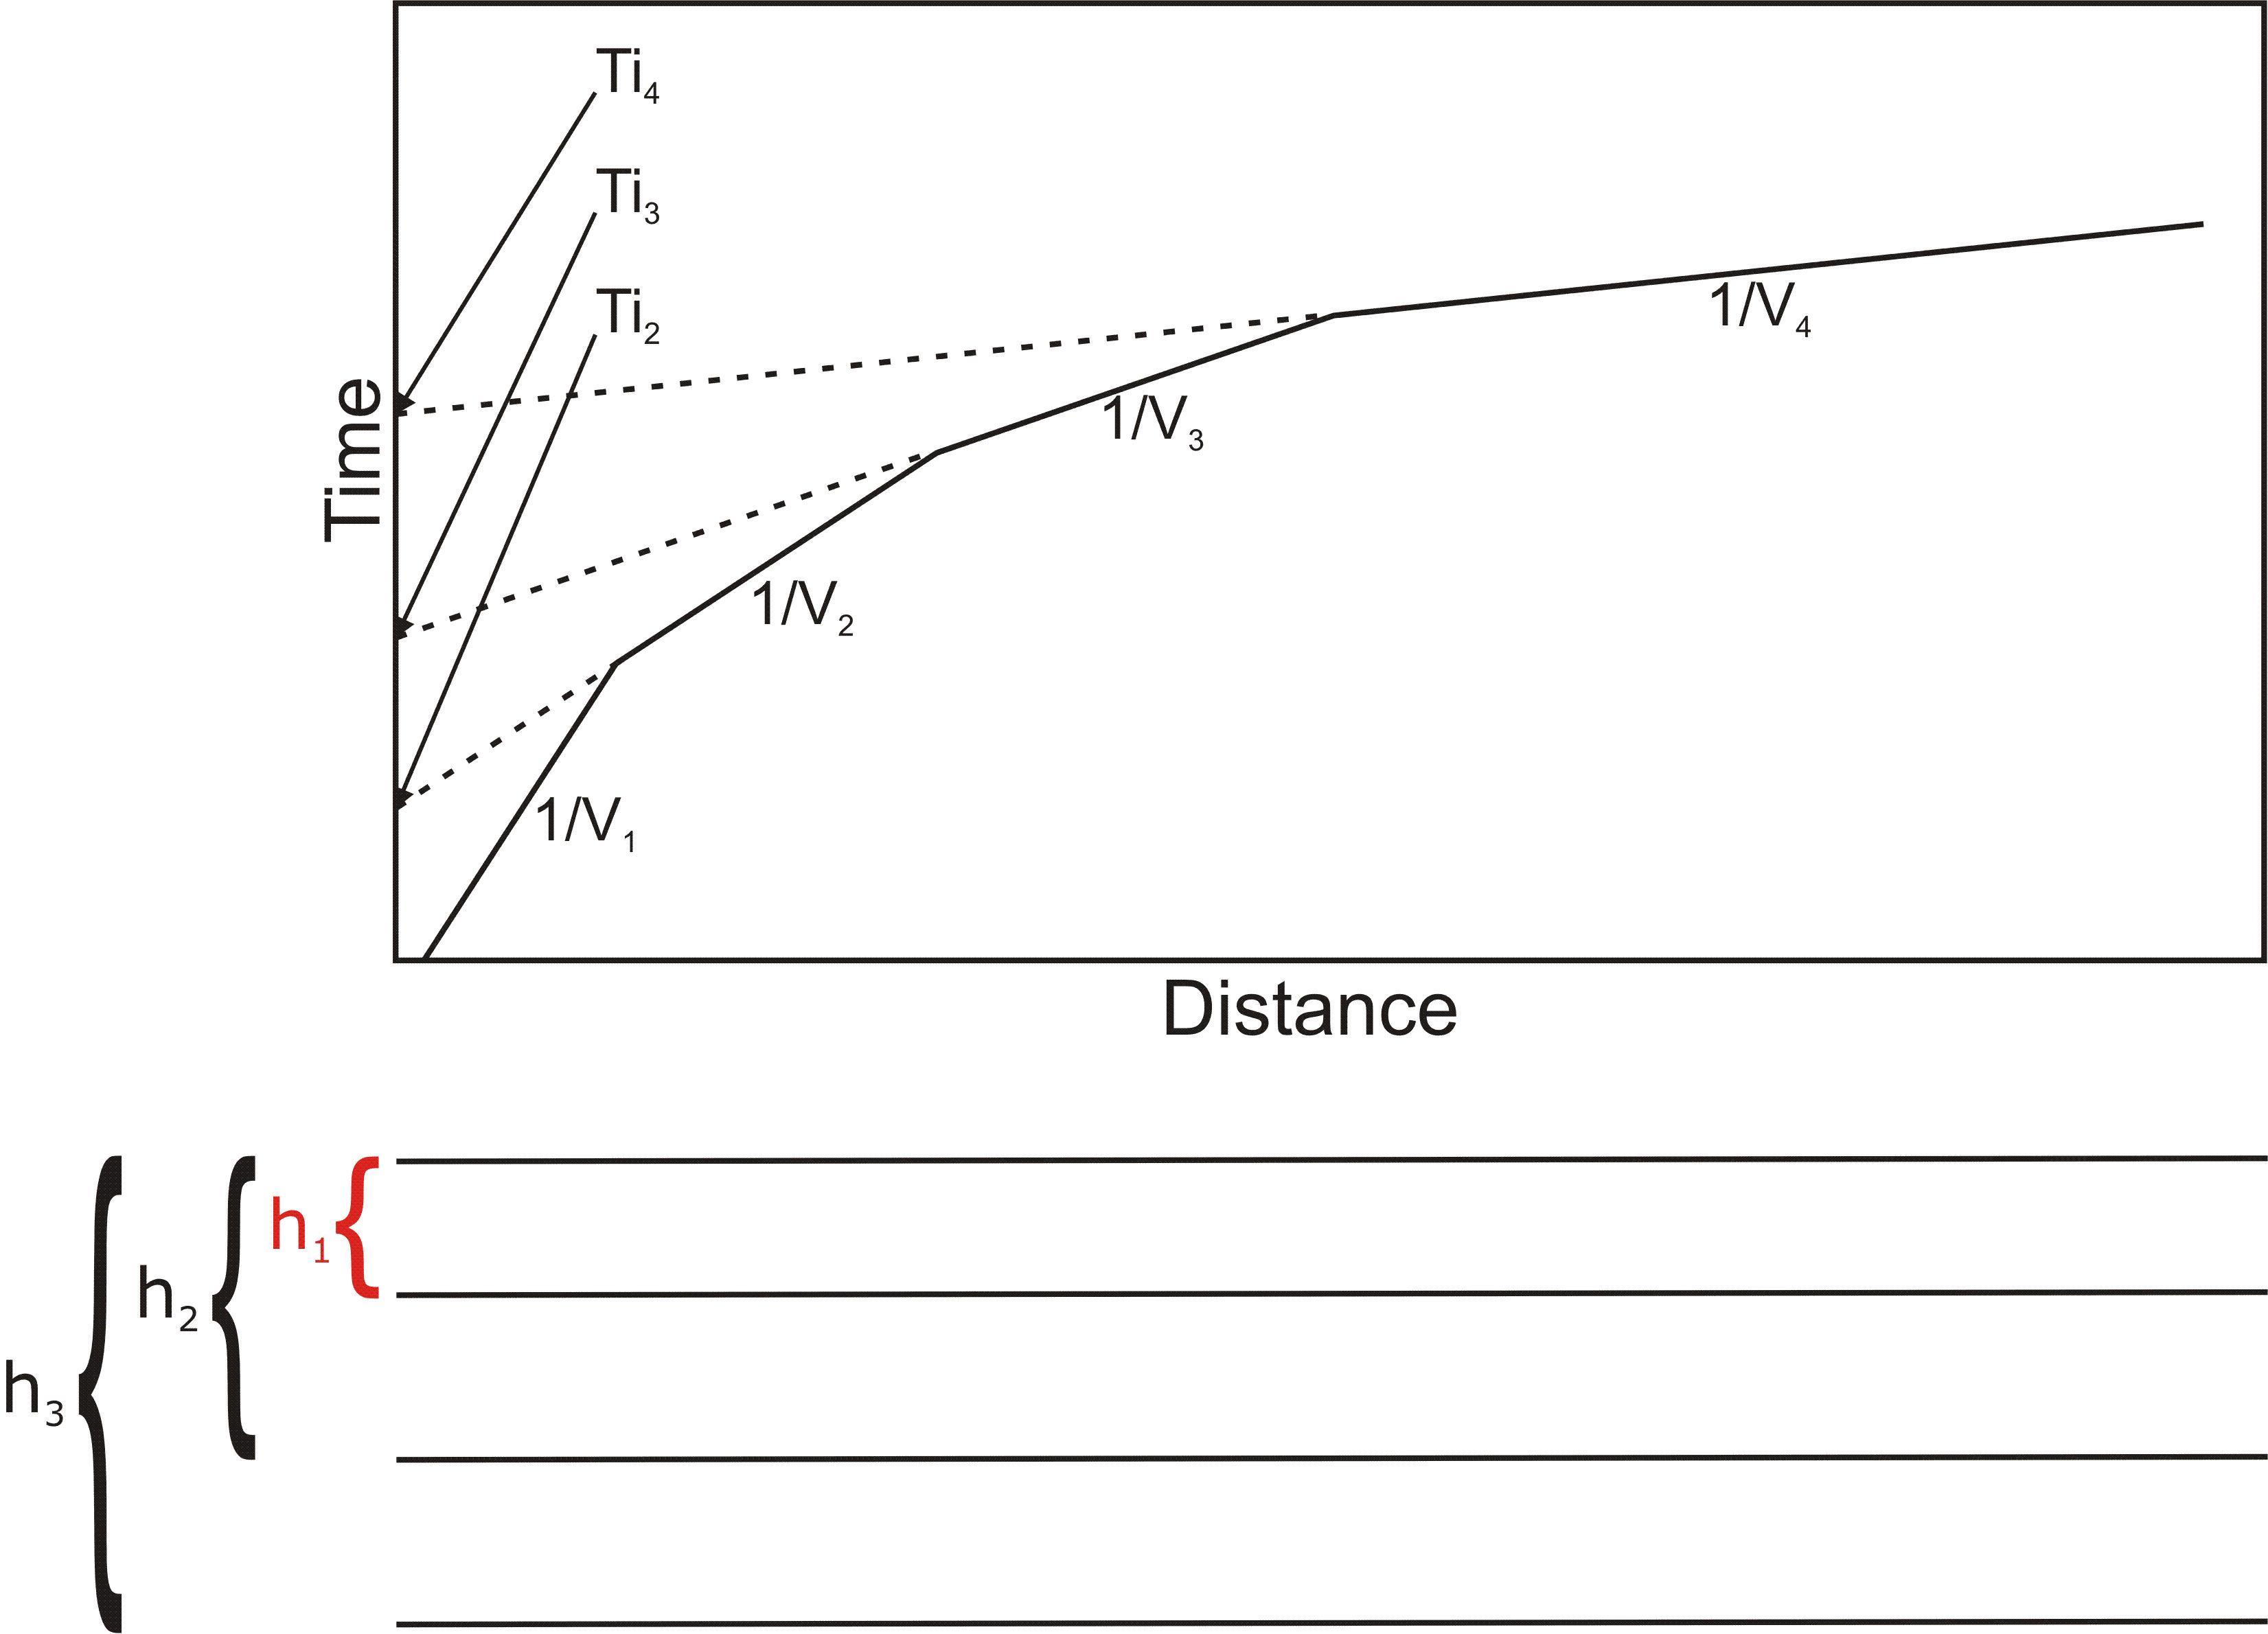 Ti₄
Ti₃
Ti₂
Time
1/V₄
1/V₃
1/V₂
1/V₁
Distance
h₁
h₂
h₃